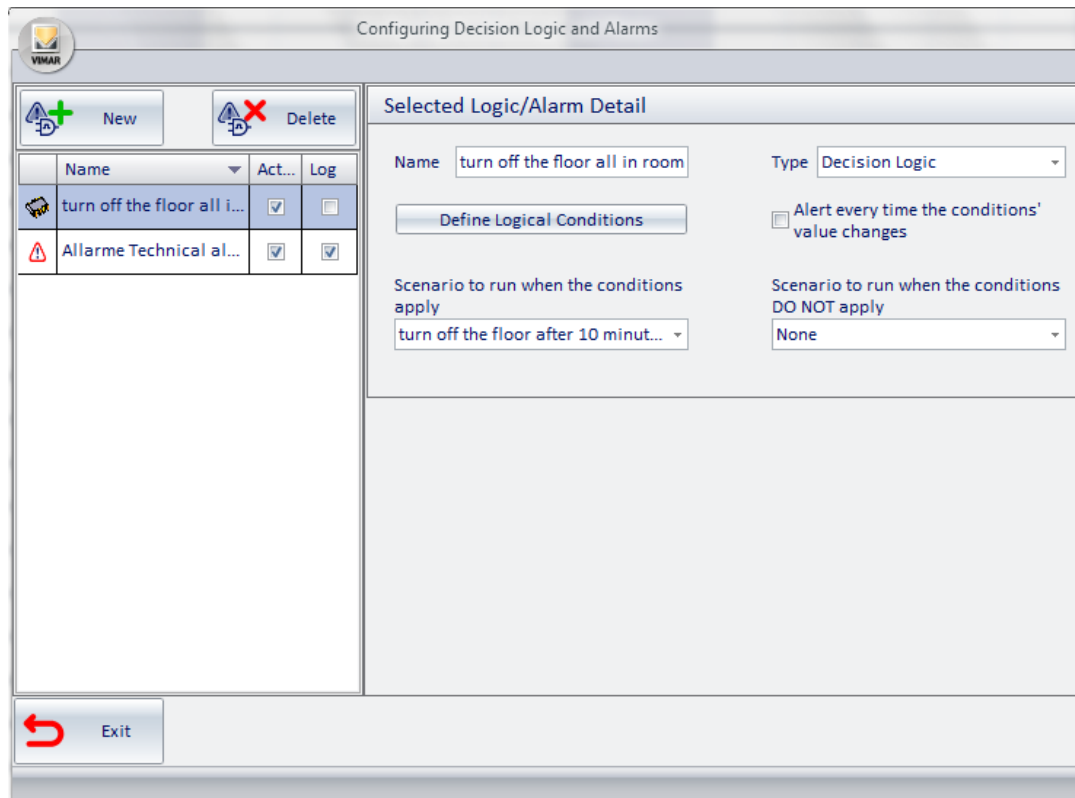 Configuring Decision Logic and Alarms
VIMAR
New
Delete
Name
Act...
Log
turn off the floor all i...
Allarme Technical al...
Selected Logic/Alarm Detail
Name
turn off the floor all in room
Type
Decision Logic
Define Logical Conditions
Alert every time the conditions'
value changes
Scenario to run when the conditions
apply
turn off the floor after 10 minut...
Scenario to run when the conditions
DO NOT apply
None
Exit